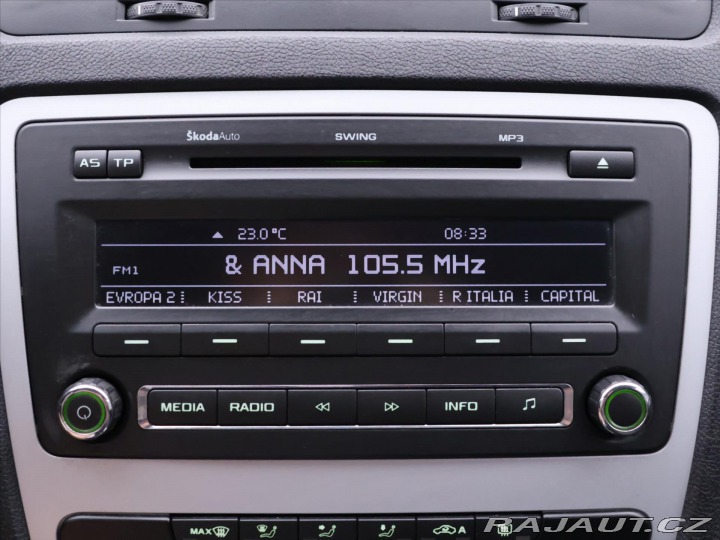 ŠkodaAuto SWING MP3
AS TP
23.0 °C 08:33
FM1 & ANNA 105.5 MHz
EVROPA 2 KISS RAI VIRGIN R ITALIA CAPITAL
MEDIA RADIO INFO
MAX A
RAJAUT.CZ